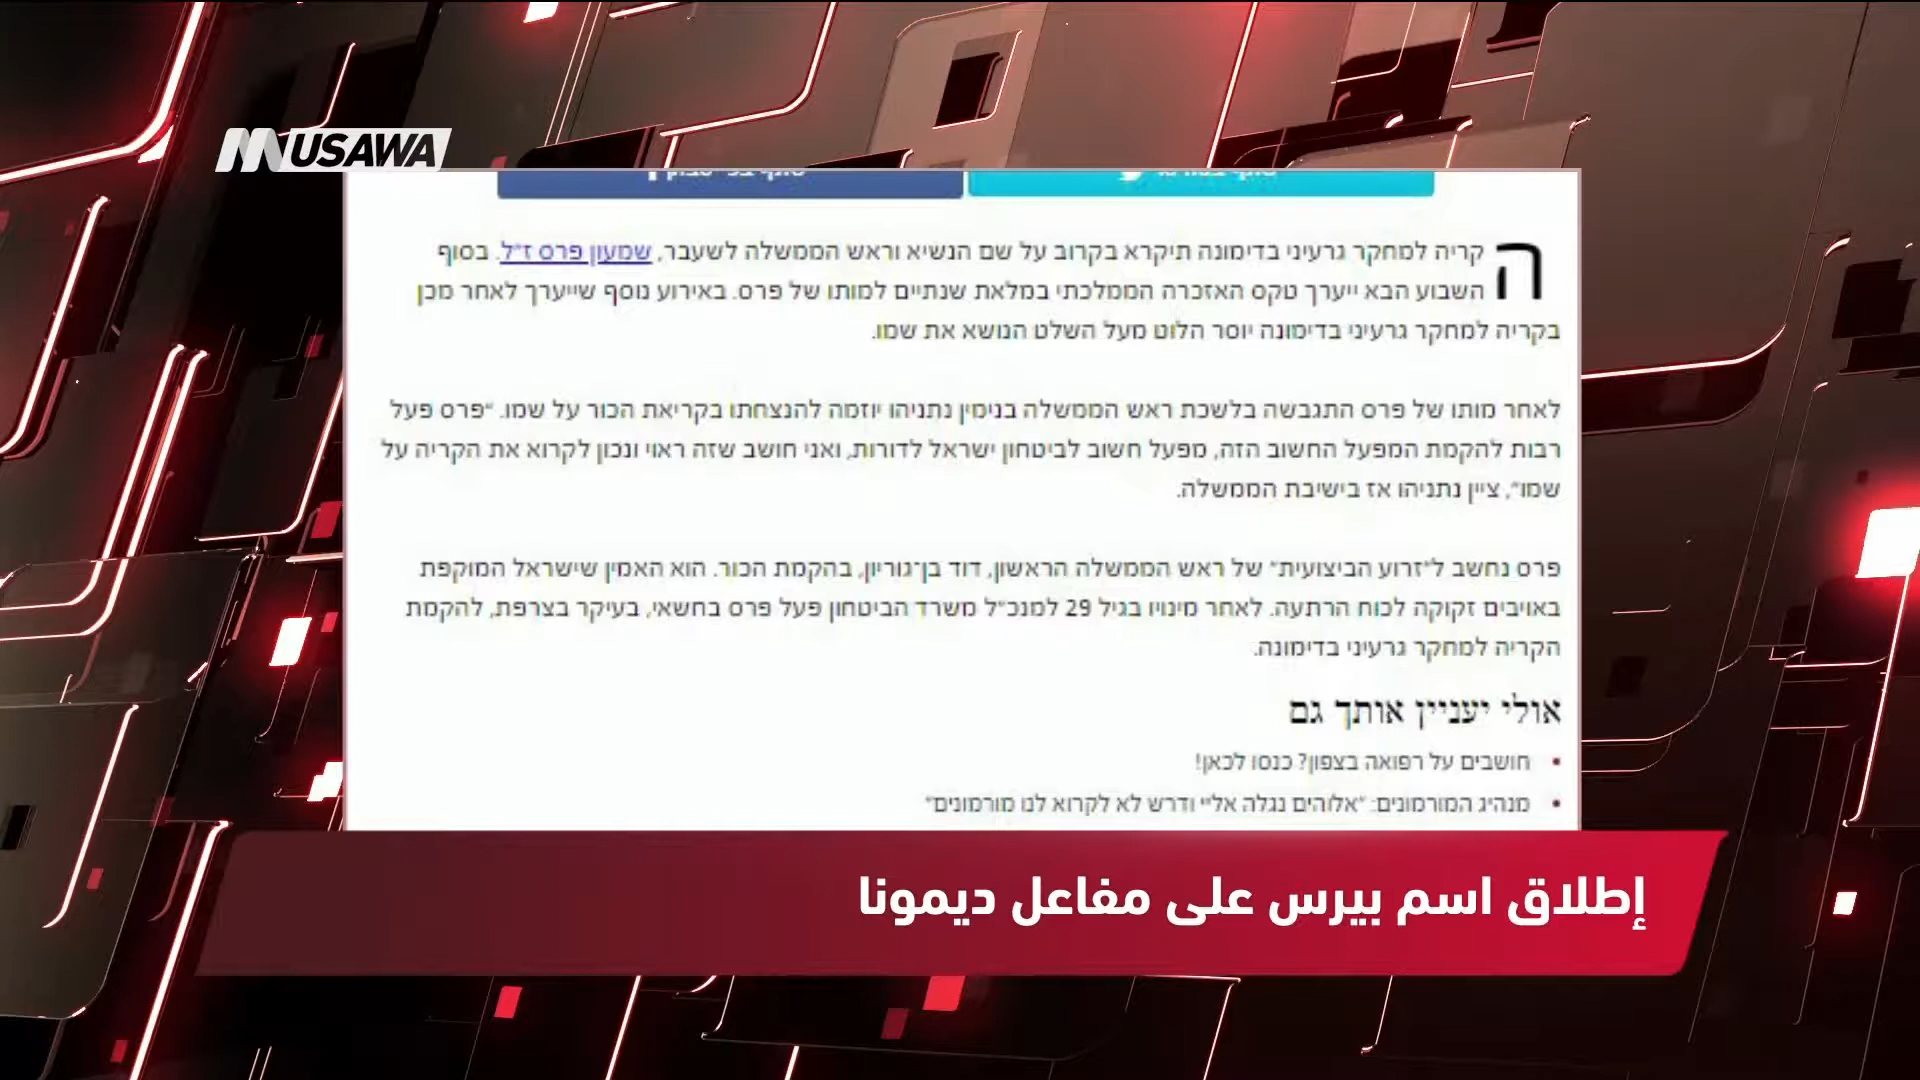 MUSAWA
הקריה למחקר גרעיני בדימונה תיקרא בקרוב על שם הנשיא וראש הממשלה לשעבר, שמעון פרס ז"ל. בסוף
השבוע הבא ייערך טקס האזכרה הממלכתי במלאת שנתיים למותו של פרס. באירוע נוסף שייערך לאחר מכן
בקריה למחקר גרעיני בדימונה יוסר הלוט מעל השלט הנושא את שמו.
לאחר מותו של פרס התגבשה בלשכת ראש הממשלה בנימין נתניהו יוזמה להנצחתו בקריאת הכור על שמו. "פרס פעל
רבות להקמת המפעל החשוב הזה, מפעל חשוב לביטחון ישראל לדורות, ואני חושב שזה ראוי ונכון לקרוא את הקריה על
שמו", ציין נתניהו אז בישיבת הממשלה.
פרס נחשב ל"זרוע הביצועית" של ראש הממשלה הראשון, דוד בן־גוריון, בהקמת הכור. הוא האמין שישראל המוקפת
באויבים זקוקה לכוח הרתעה. לאחר מינויו בגיל 29 למנכ"ל משרד הביטחון פעל פרס בחשאי, בעיקר בצרפת, להקמת
הקריה למחקר גרעיני בדימונה.
אולי יעניין אותך גם
• חושבים על רפואה בצפון? כנסו לכאן!
• מנהיג המורמונים: "אלוהים נגלה אליי ודרש לא לקרוא לנו מורמונים"
إطلاق اسم بيرس على مفاعل ديمونا